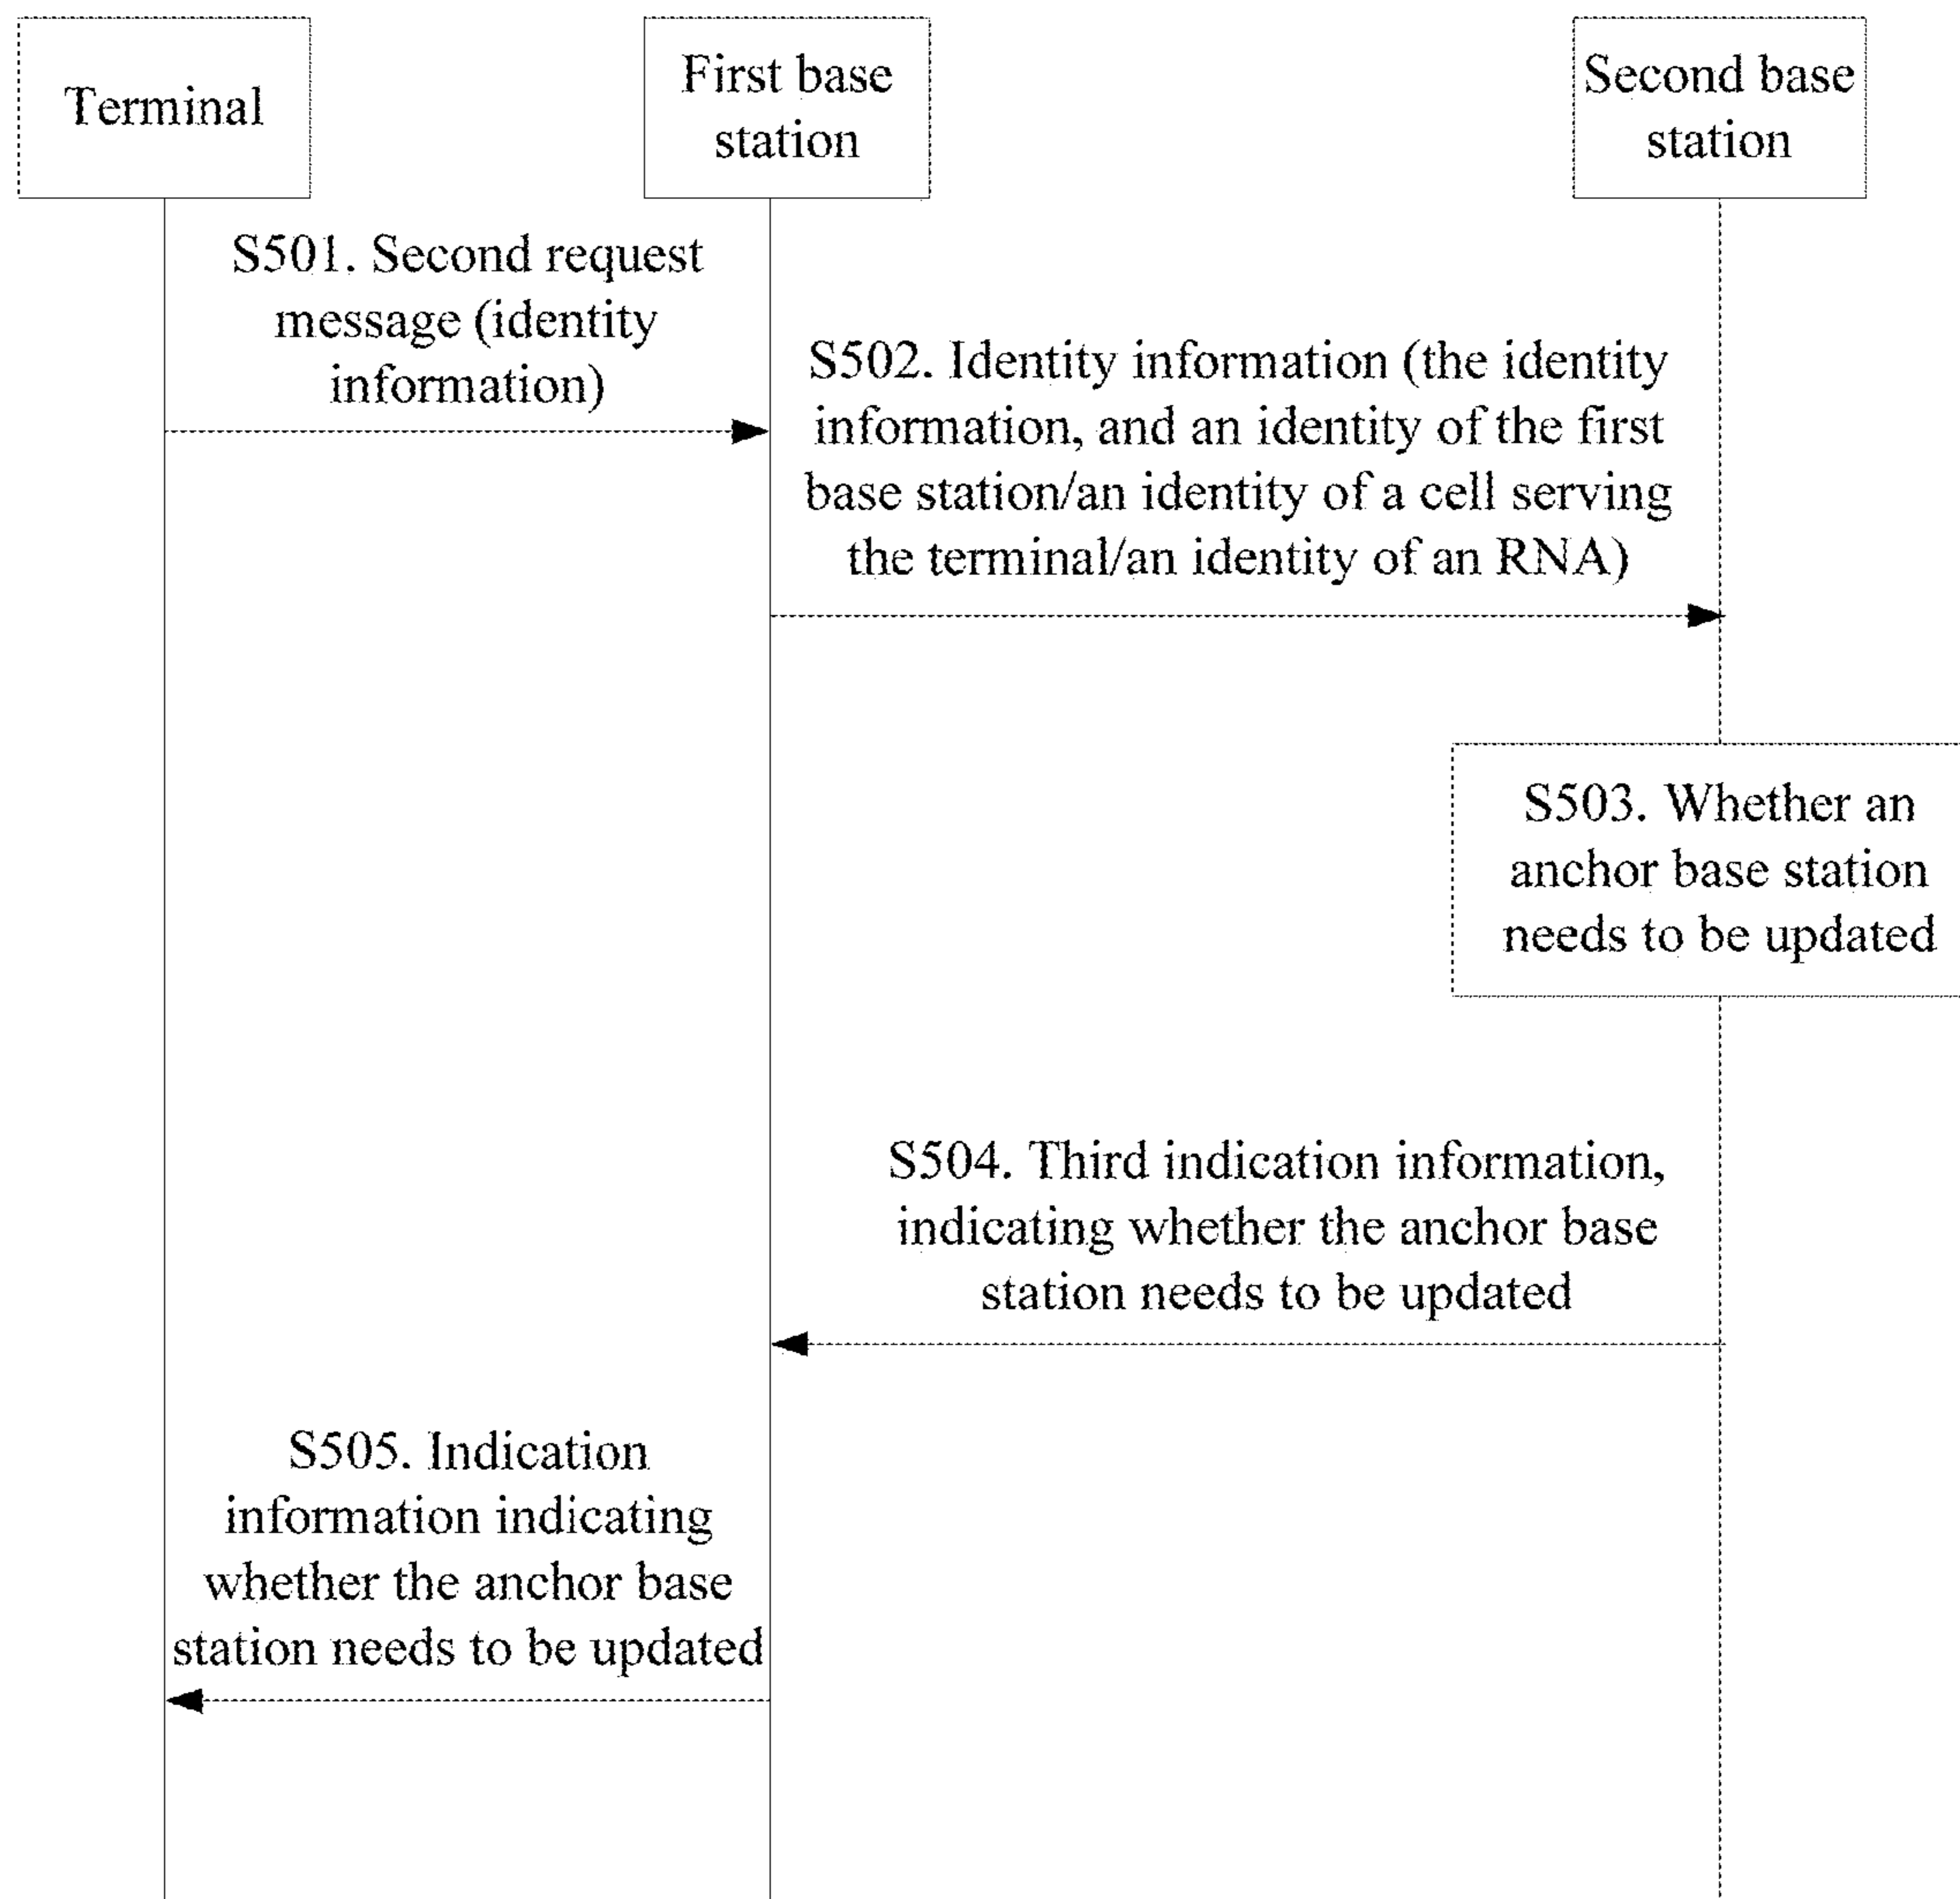 Terminal
First base
station
Second base
station
S501. Second request
message (identity
information)
S502. Identity information (the identity
information, and an identity of the first
base station/an identity of a cell serving
the terminal/an identity of an RNA)
S503. Whether an
anchor base station
needs to be updated
S504. Third indication information,
indicating whether the anchor base
station needs to be updated
S505. Indication
information indicating
whether the anchor base
station needs to be updated